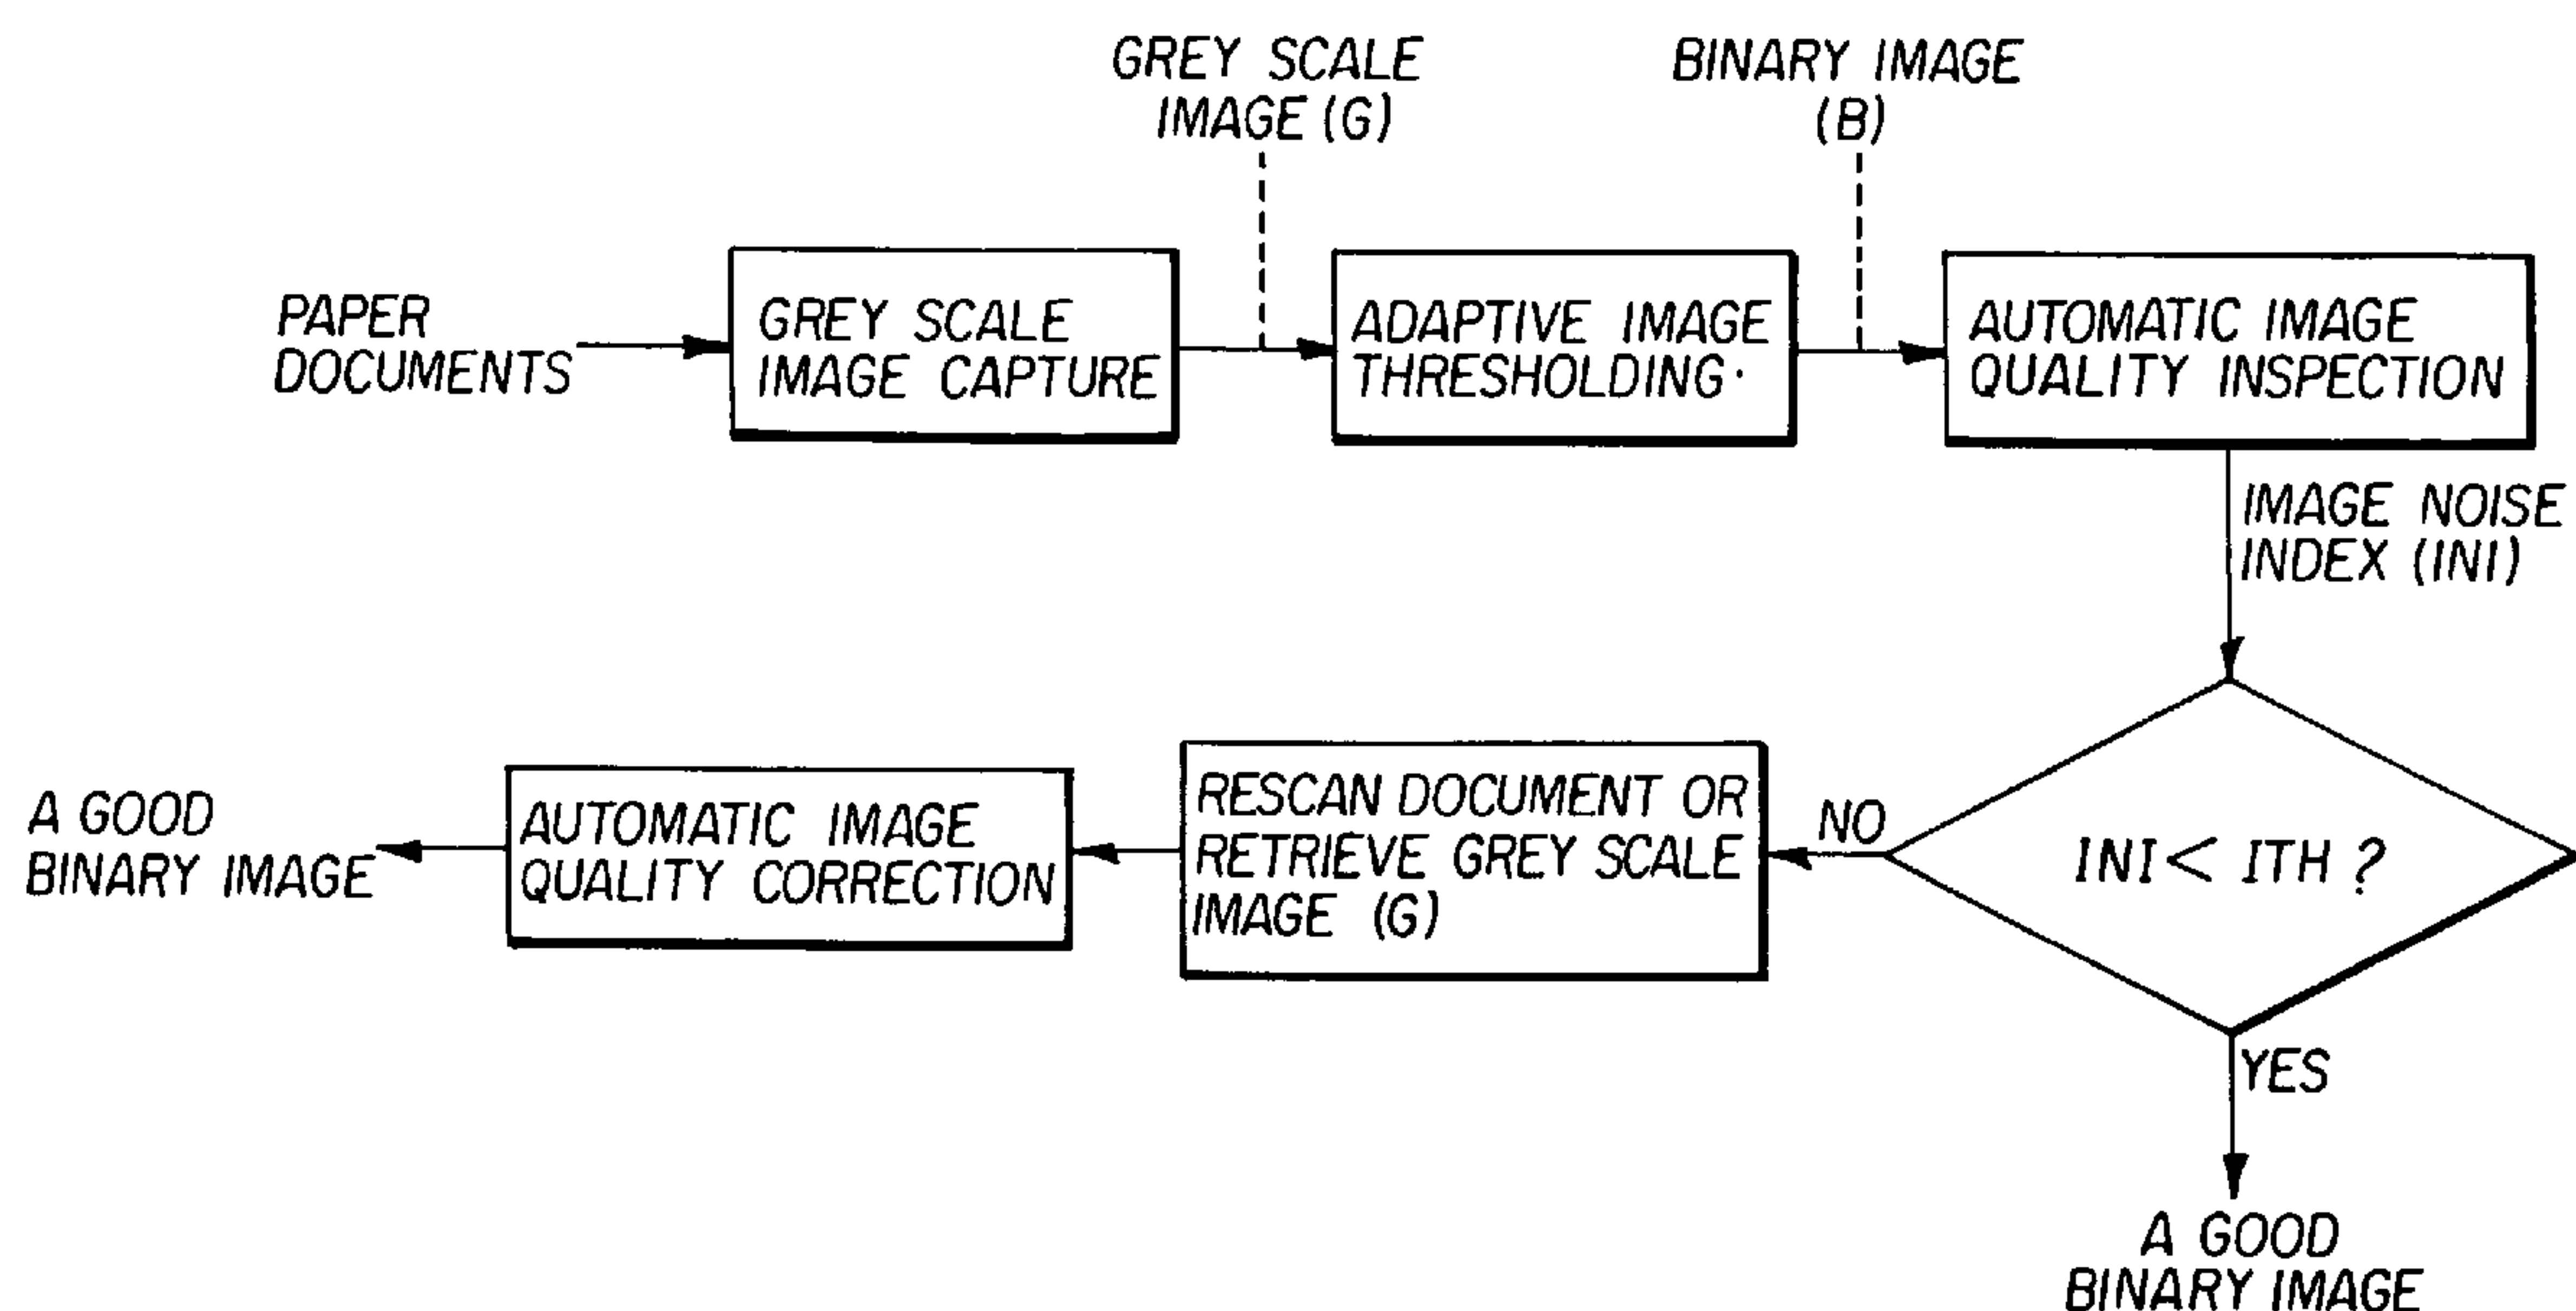 GREY SCALE
IMAGE (G)
BINARY IMAGE
(B)
PAPER
DOCUMENTS
GREY SCALE
IMAGE CAPTURE
ADAPTIVE IMAGE
THRESHOLDING.
AUTOMATIC IMAGE
QUALITY INSPECTION
IMAGE NOISE
INDEX (INI)
INI < ITH ?
NO
YES
RESCAN DOCUMENT OR
RETRIEVE GREY SCALE
IMAGE (G)
AUTOMATIC IMAGE
QUALITY CORRECTION
A GOOD
BINARY IMAGE
A GOOD
BINARY IMAGE